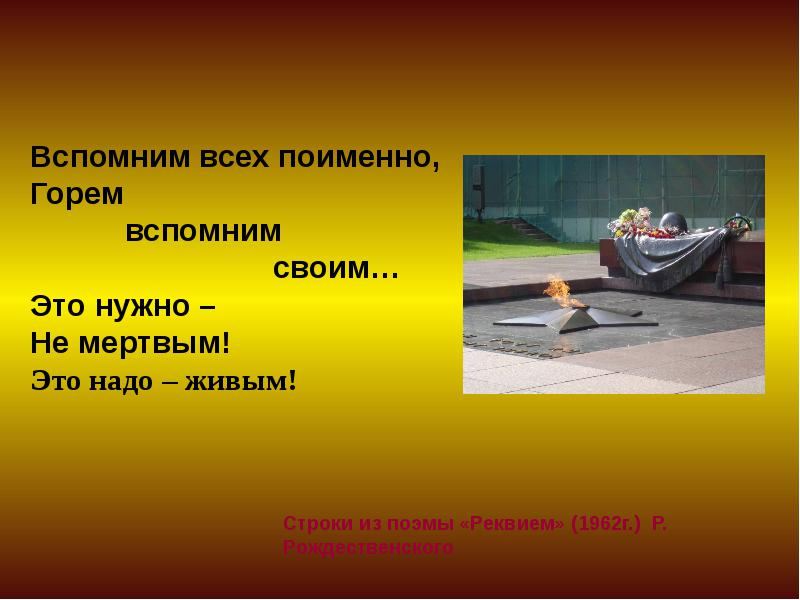 Вспомним всех поименно,
Горем
вспомним
своим…
Это нужно –
Не мертвым!
Это надо – живым!
Строки из поэмы «Реквием» (1962г.) Р.
Рождественского